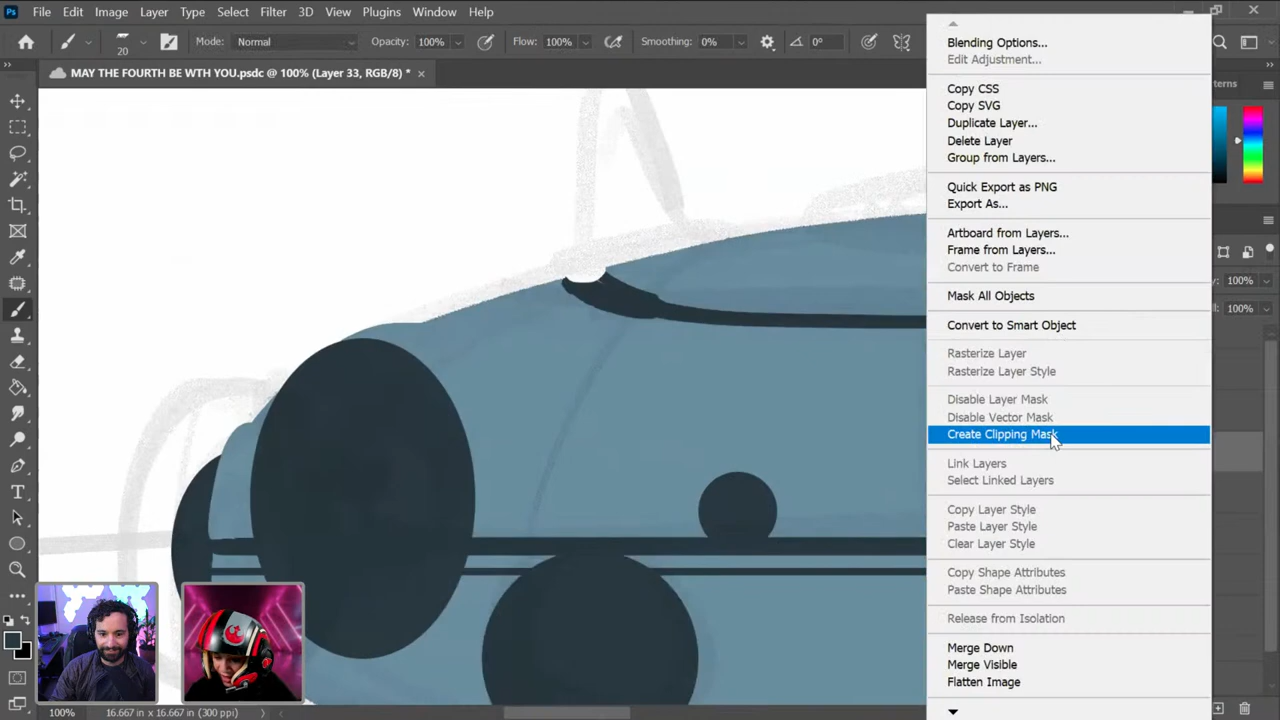 Ps File Edit Image Layer Type Select Filter 3D View Plugins Window Help
20 Mode: Normal Opacity: 100% Flow: 100% Smoothing: 0% 0°
MAY THE FOURTH BE WTH YOU.psdc @ 100% (Layer 33, RGB/8) *
Blending Options...
Edit Adjustment...
Copy CSS
Copy SVG
Duplicate Layer...
Delete Layer
Group from Layers...
Quick Export as PNG
Export As...
Artboard from Layers...
Frame from Layers...
Convert to Frame
Mask All Objects
Convert to Smart Object
Rasterize Layer
Rasterize Layer Style
Disable Layer Mask
Disable Vector Mask
Create Clipping Mask
Link Layers
Select Linked Layers
Copy Layer Style
Paste Layer Style
Clear Layer Style
Copy Shape Attributes
Paste Shape Attributes
Release from Isolation
Merge Down
Merge Visible
Flatten Image
100%
100%
100% 16.667 in x 16.667 in (300 ppi)